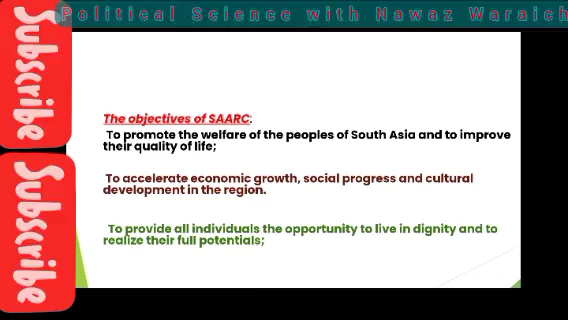 Political Science with Nawaz Waraich
Subscribe
Subscribe
The objectives of SAARC:
To promote the welfare of the peoples of South Asia and to improve
their quality of life;
To accelerate economic growth, social progress and cultural
development in the region.
To provide all individuals the opportunity to live in dignity and to
realize their full potentials;